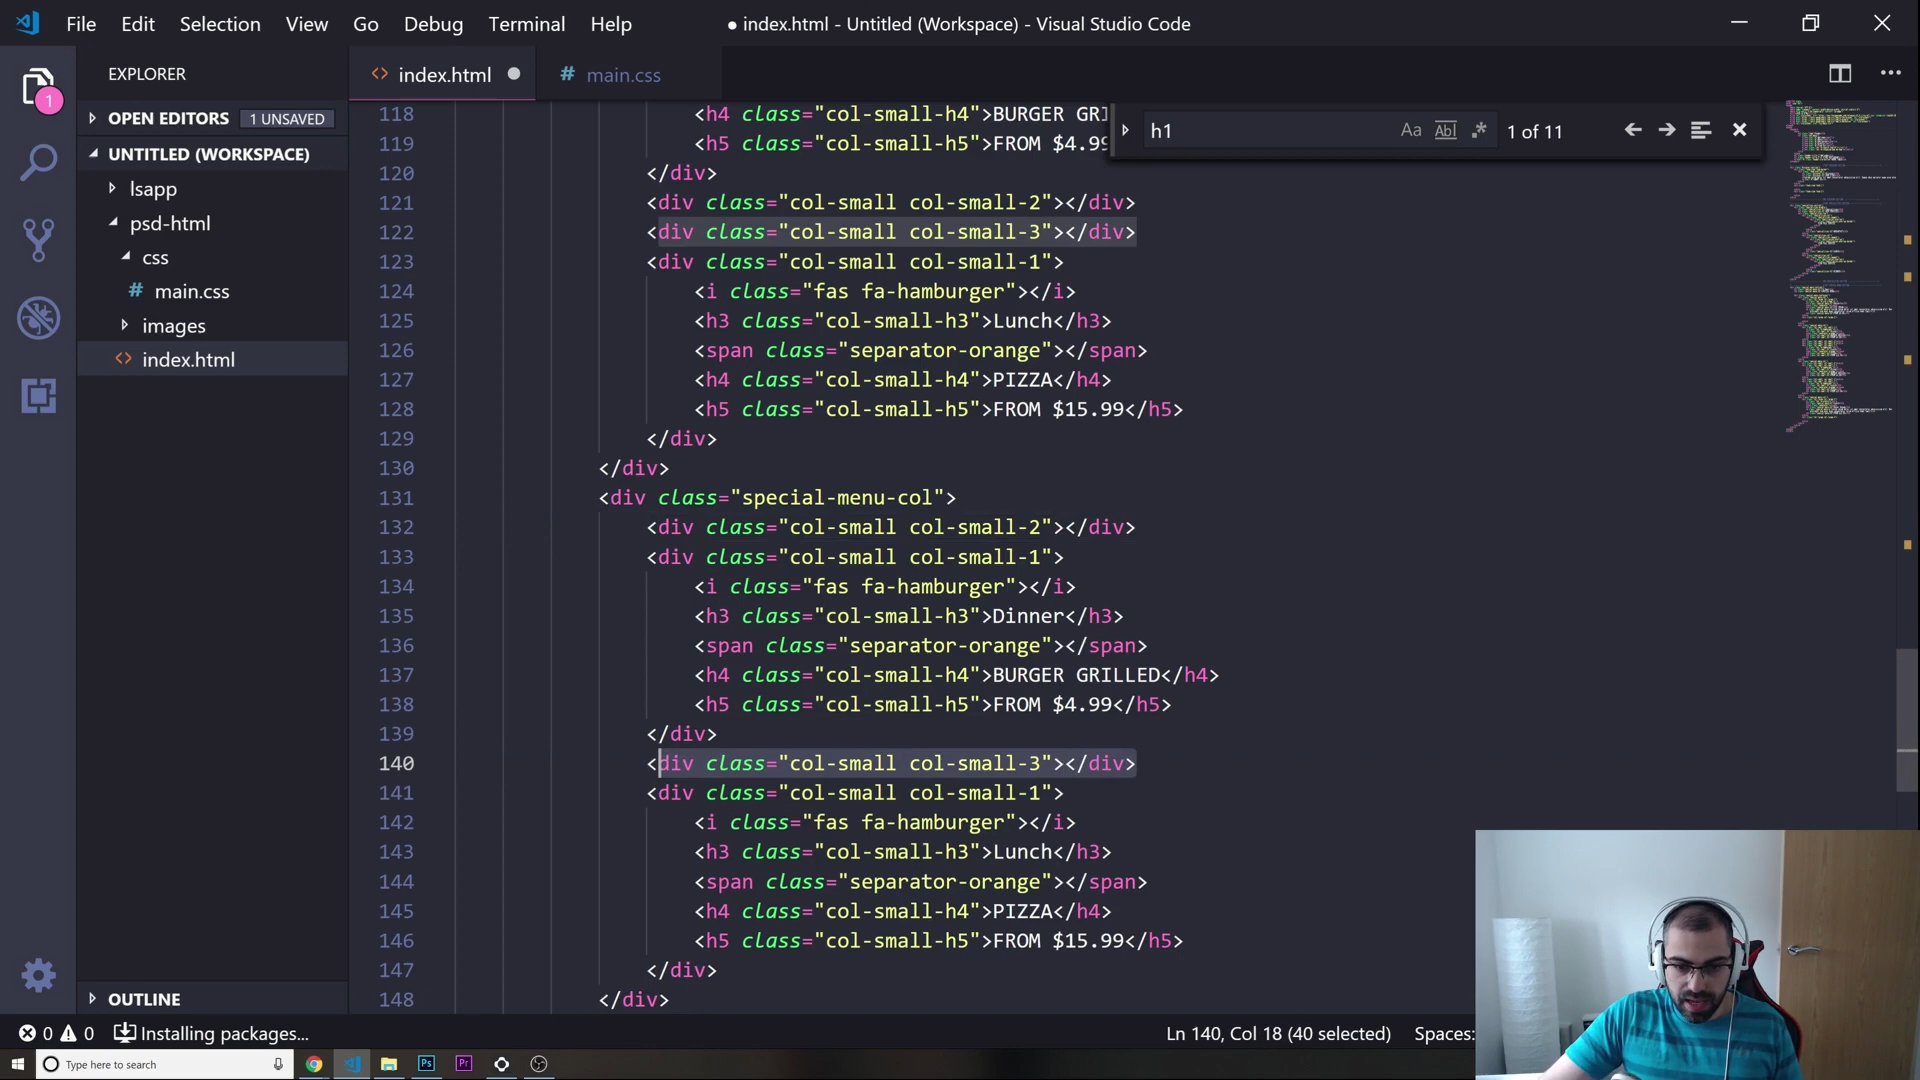 File Edit Selection View Go Debug Terminal Help
● index.html - Untitled (Workspace) - Visual Studio Code
EXPLORER
<> index.html
# main.css
OPEN EDITORS 1 UNSAVED
UNTITLED (WORKSPACE)
lsapp
psd-html
css
# main.css
images
<> index.html
OUTLINE
1
h1 Aa Abl .* 1 of 11
118 <h4 class="col-small-h4">BURGER GRI
119 <h5 class="col-small-h5">FROM $4.99
120 </div>
121 <div class="col-small col-small-2"></div>
122 <div class="col-small col-small-3"></div>
123 <div class="col-small col-small-1">
124 <i class="fas fa-hamburger"></i>
125 <h3 class="col-small-h3">Lunch</h3>
126 <span class="separator-orange"></span>
127 <h4 class="col-small-h4">PIZZA</h4>
128 <h5 class="col-small-h5">FROM $15.99</h5>
129 </div>
130 </div>
131 <div class="special-menu-col">
132 <div class="col-small col-small-2"></div>
133 <div class="col-small col-small-1">
134 <i class="fas fa-hamburger"></i>
135 <h3 class="col-small-h3">Dinner</h3>
136 <span class="separator-orange"></span>
137 <h4 class="col-small-h4">BURGER GRILLED</h4>
138 <h5 class="col-small-h5">FROM $4.99</h5>
139 </div>
140 <div class="col-small col-small-3"></div>
141 <div class="col-small col-small-1">
142 <i class="fas fa-hamburger"></i>
143 <h3 class="col-small-h3">Lunch</h3>
144 <span class="separator-orange"></span>
145 <h4 class="col-small-h4">PIZZA</h4>
146 <h5 class="col-small-h5">FROM $15.99</h5>
147 </div>
148 </div>
0 0 Installing packages...
Ln 140, Col 18 (40 selected) Spaces:
Type here to search
Ps
Pr